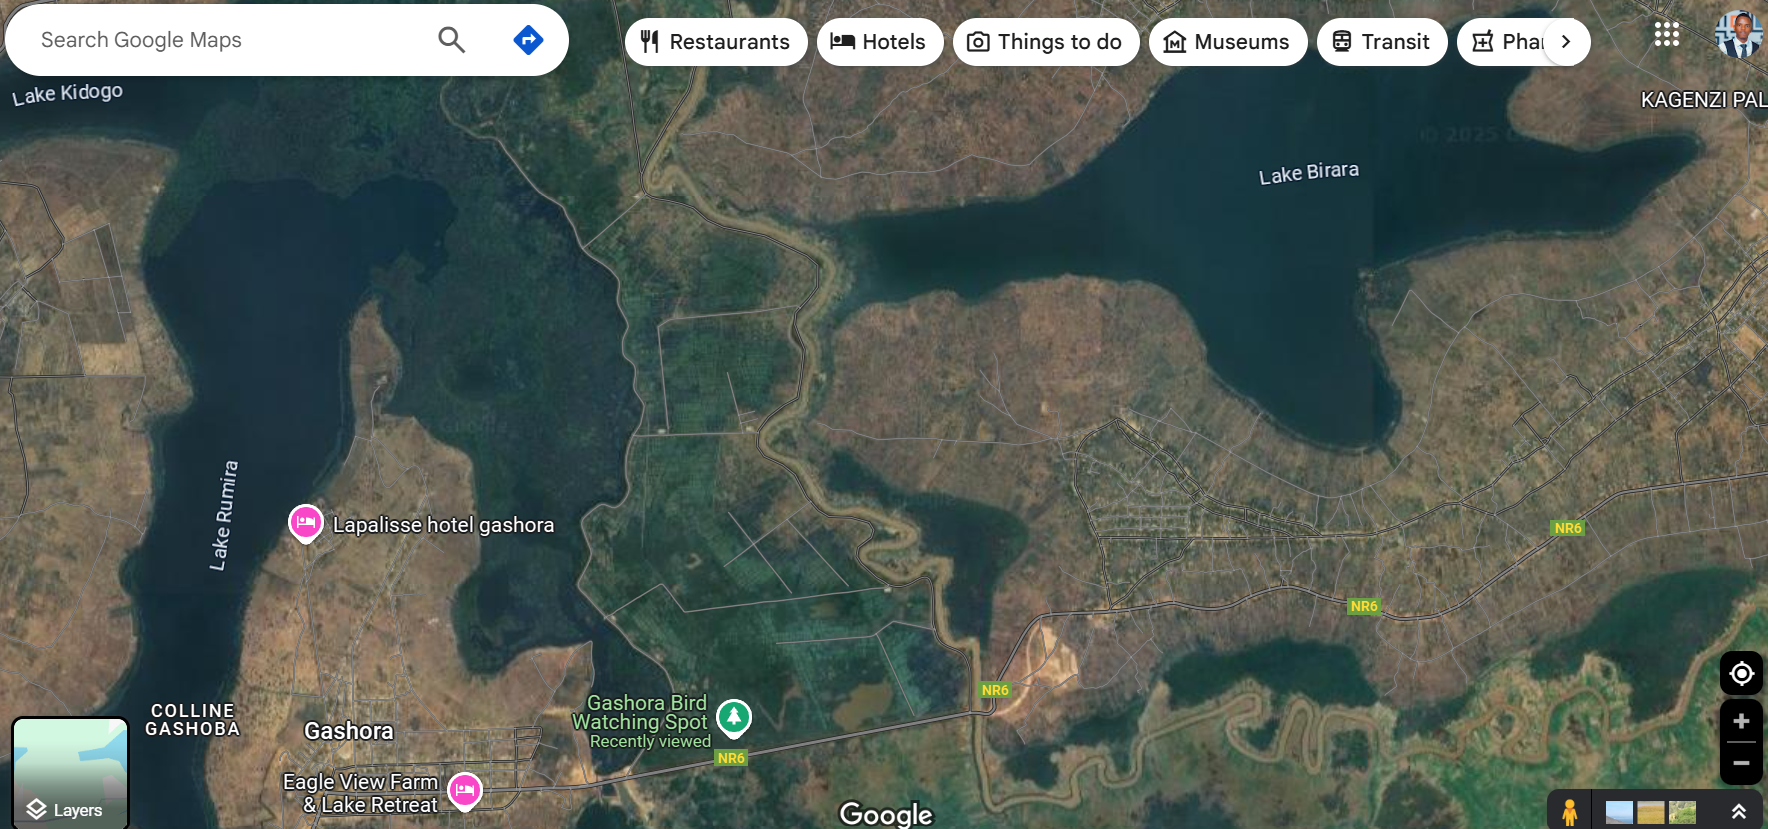 Search Google Maps
Restaurants
Hotels
Things to do
Museums
Transit
Phar
Lake Kidogo
KAGENZI PAL
© 2025 Google
Lake Birara
Lake Rumira
Lapalisse hotel gashora
NR6
NR6
NR6
COLLINE
GASHOBA
Gashora
Gashora Bird
Watching Spot
Recently viewed
NR6
Eagle View Farm
& Lake Retreat
Layers
Google